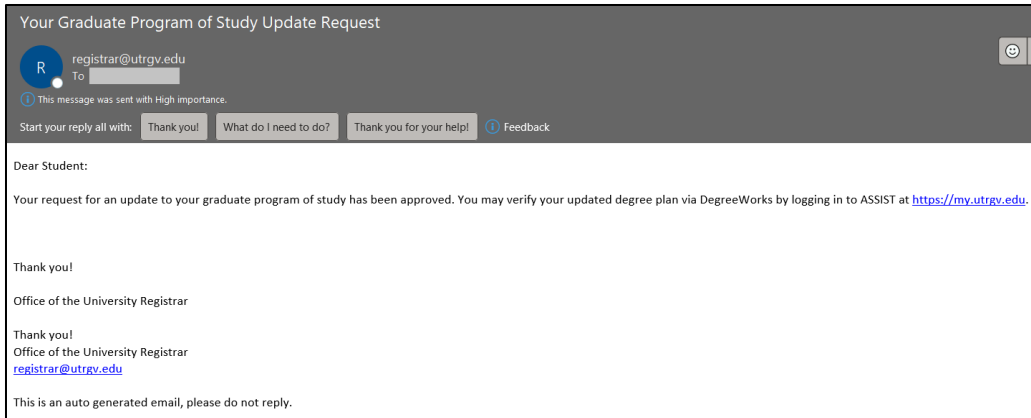 Your Graduate Program of Study Update Request
R
registrar@utrgv.edu
To
This message was sent with High importance.
Start your reply all with: Thank you! What do I need to do? Thank you for your help! Feedback
Dear Student:
Your request for an update to your graduate program of study has been approved. You may verify your updated degree plan via DegreeWorks by logging in to ASSIST at https://my.utrgv.edu.
Thank you!
Office of the University Registrar
Thank you!
Office of the University Registrar
registrar@utrgv.edu
This is an auto generated email, please do not reply.